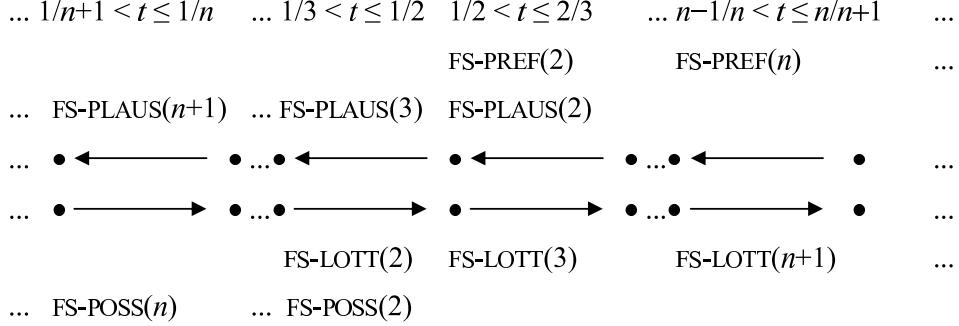 ... 1/n+1 < t ≤ 1/n ... 1/3 < t ≤ 1/2 1/2 < t ≤ 2/3 ... n−1/n < t ≤ n/n+1 ...
FS-PREF(2) FS-PREF(n) ...
... FS-PLAUS(n+1) ... FS-PLAUS(3) FS-PLAUS(2)
... ● ← ● ...● ← ● ← ● ...● ← ● ...
... ● → ● ...● → ● → ● ...● → ● ...
FS-LOTT(2) FS-LOTT(3) FS-LOTT(n+1) ...
... FS-POSS(n) ... FS-POSS(2)